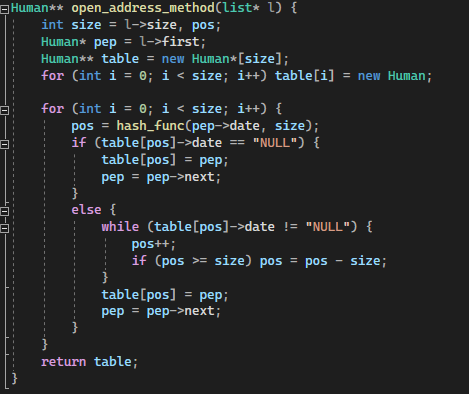 Human** open_address_method(list* l) {
    int size = l->size, pos;
    Human* pep = l->first;
    Human** table = new Human*[size];
    for (int i = 0; i < size; i++) table[i] = new Human;

    for (int i = 0; i < size; i++) {
        pos = hash_func(pep->date, size);
        if (table[pos]->date == "NULL") {
            table[pos] = pep;
            pep = pep->next;
        }
        else {
            while (table[pos]->date != "NULL") {
                pos++;
                if (pos >= size) pos = pos - size;
            }
            table[pos] = pep;
            pep = pep->next;
        }
    }
    return table;
}